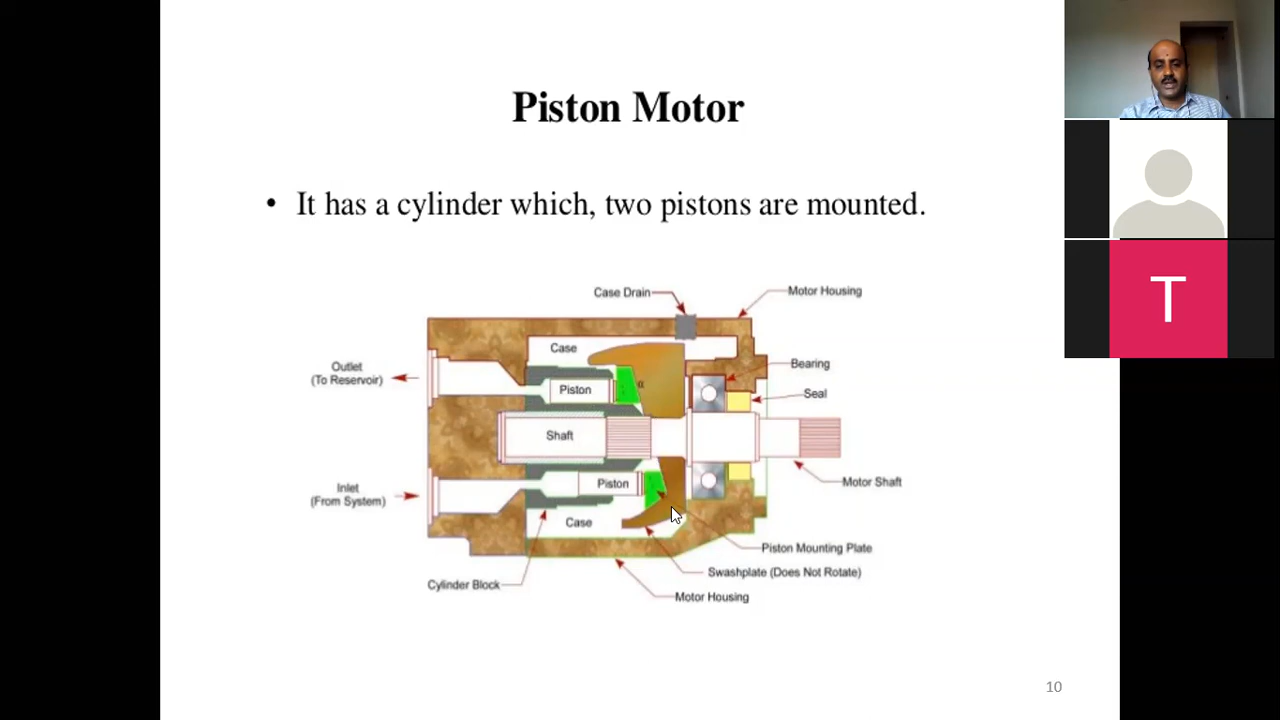 Piston Motor
• It has a cylinder which, two pistons are mounted.
Case Drain
Motor Housing
Case
Outlet
(To Reservoir)
Bearing
Piston
α
Seal
Shaft
Inlet
(From System)
Piston
Motor Shaft
Case
Piston Mounting Plate
Cylinder Block
Swashplate (Does Not Rotate)
Motor Housing
10
T